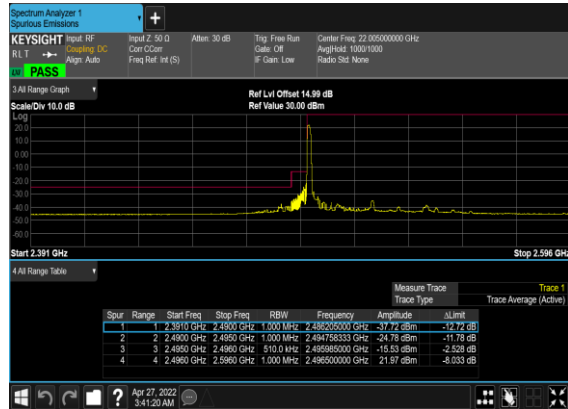 Spectrum Analyzer 1
Spurious Emissions
KEYSIGHT Input: RF Input Z: 50 Ω Atten: 30 dB Trig: Free Run Center Freq: 22.005000000 GHz
RLT Coupling: DC Corr CCorr Gate: Off Avg|Hold: 1000/1000
Align: Auto Freq Ref: Int (S) IF Gain: Low Radio Std: None
PASS
3 All Range Graph
Ref Lvl Offset 14.99 dB
Scale/Div 10.0 dB Ref Value 30.00 dBm
Log
20.0
10.0
0.00
-10.0
-20.0
-30.0
-40.0
-50.0
-60.0
Start 2.391 GHz Stop 2.596 GHz
4 All Range Table
Measure Trace Trace 1
Trace Type Trace Average (Active)
Spur Range Start Freq Stop Freq RBW Frequency Amplitude ΔLimit
1 1 2.3910 GHz 2.4900 GHz 1.000 MHz 2.486205000 GHz -37.72 dBm -12.72 dB
2 2 2.4900 GHz 2.4950 GHz 1.000 MHz 2.494758333 GHz -24.78 dBm -11.78 dB
3 3 2.4950 GHz 2.4960 GHz 510.0 kHz 2.495985000 GHz -15.53 dBm -2.528 dB
4 4 2.4960 GHz 2.5960 GHz 1.000 MHz 2.496500000 GHz 21.97 dBm -8.033 dB
? Apr 27, 2022
3:41:20 AM